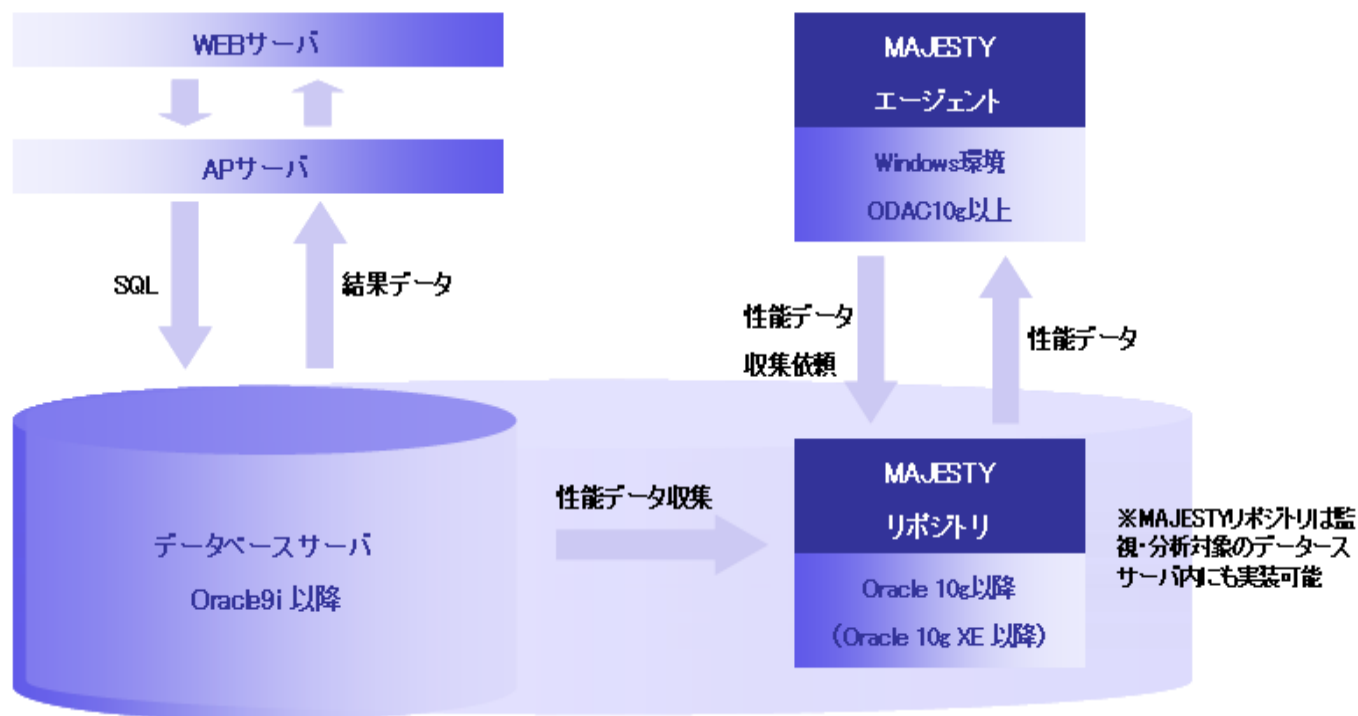 WEBサーバ
APサーバ
SQL
結果データ
データベースサーバ
Oracle9i 以降
性能データ収集
MAJESTY
エージェント
Windows環境
ODAC10g以上
性能データ
収集依頼
性能データ
MAJESTY
リポジトリ
Oracle 10g以降
（Oracle 10g XE 以降）
※MAJESTYリポジトリは監
視・分析対象のデータース
サーバ内にも実装可能